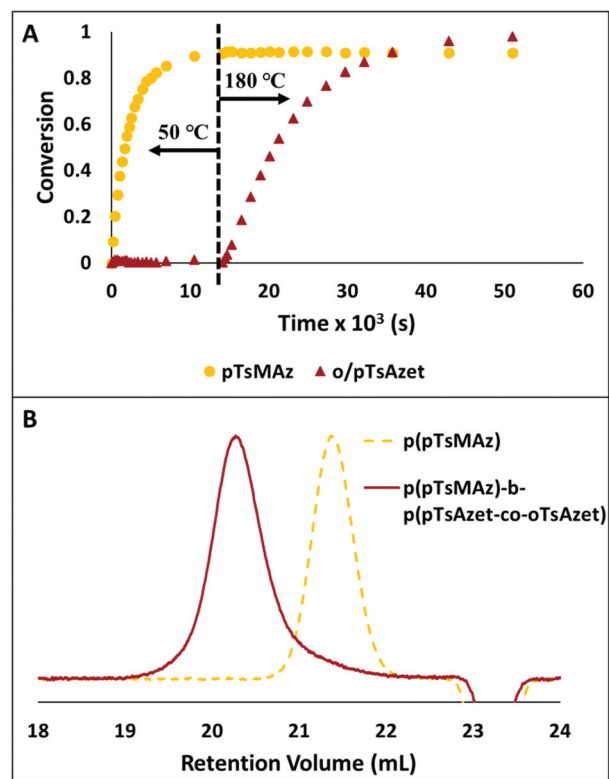 A
1
0.8
0.6
0.4
0.2
0
Conversion
180 °C
50 °C
0 10 20 30 40 50 60
Time x 10³ (s)
pTsMAz o/pTsAzet
B
p(pTsMAz)
p(pTsMAz)-b-
p(pTsAzet-co-oTsAzet)
18 19 20 21 22 23 24
Retention Volume (mL)